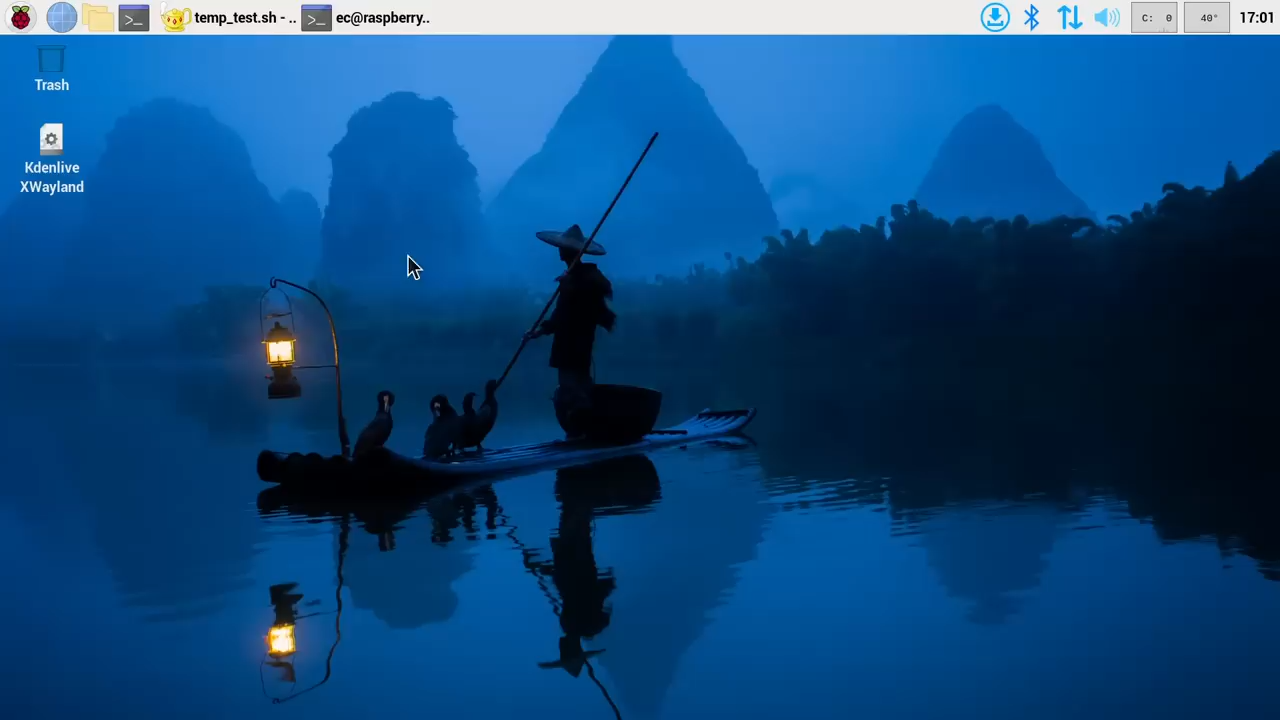 temp_test.sh - ..
ec@raspberry..
C: 0
40°
17:01
Trash
Kdenlive
XWayland